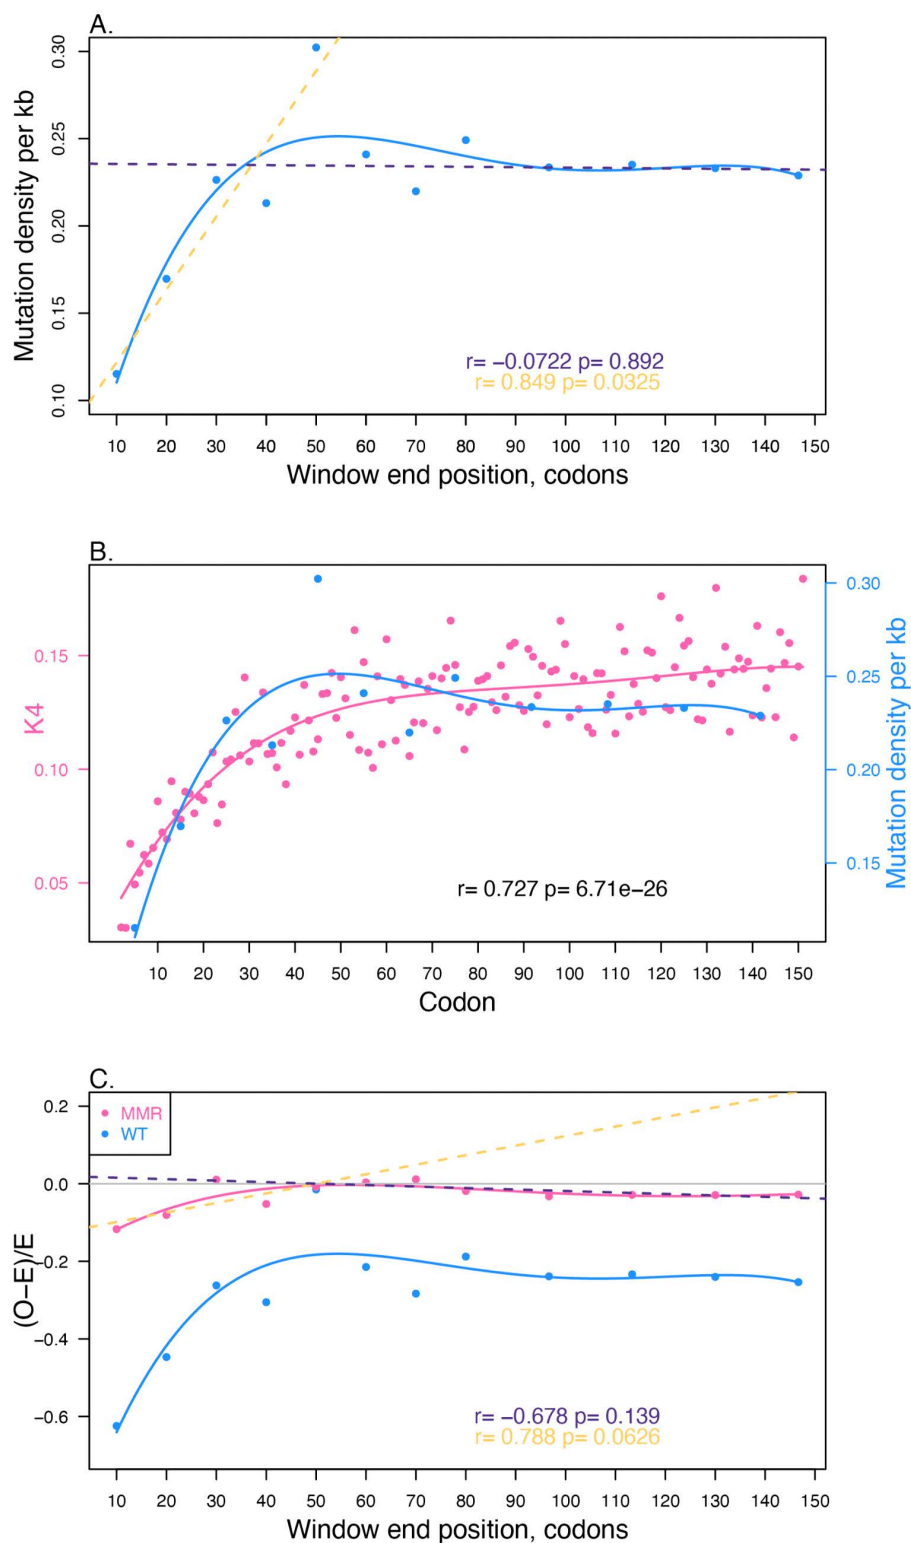 A.
Mutation density per kb
0.30
0.25
0.20
0.15
0.10
r= −0.0722 p= 0.892
r= 0.849 p= 0.0325
10 20 30 40 50 60 70 80 90 100 110 120 130 140 150
Window end position, codons
B.
K4
0.15
0.10
0.05
0.30
0.25
0.20
0.15
Mutation density per kb
r= 0.727 p= 6.71e−26
10 20 30 40 50 60 70 80 90 100 110 120 130 140 150
Codon
C.
MMR
WT
(O−E)/E
0.2
0.0
−0.2
−0.4
−0.6
r= −0.678 p= 0.139
r= 0.788 p= 0.0626
10 20 30 40 50 60 70 80 90 100 110 120 130 140 150
Window end position, codons